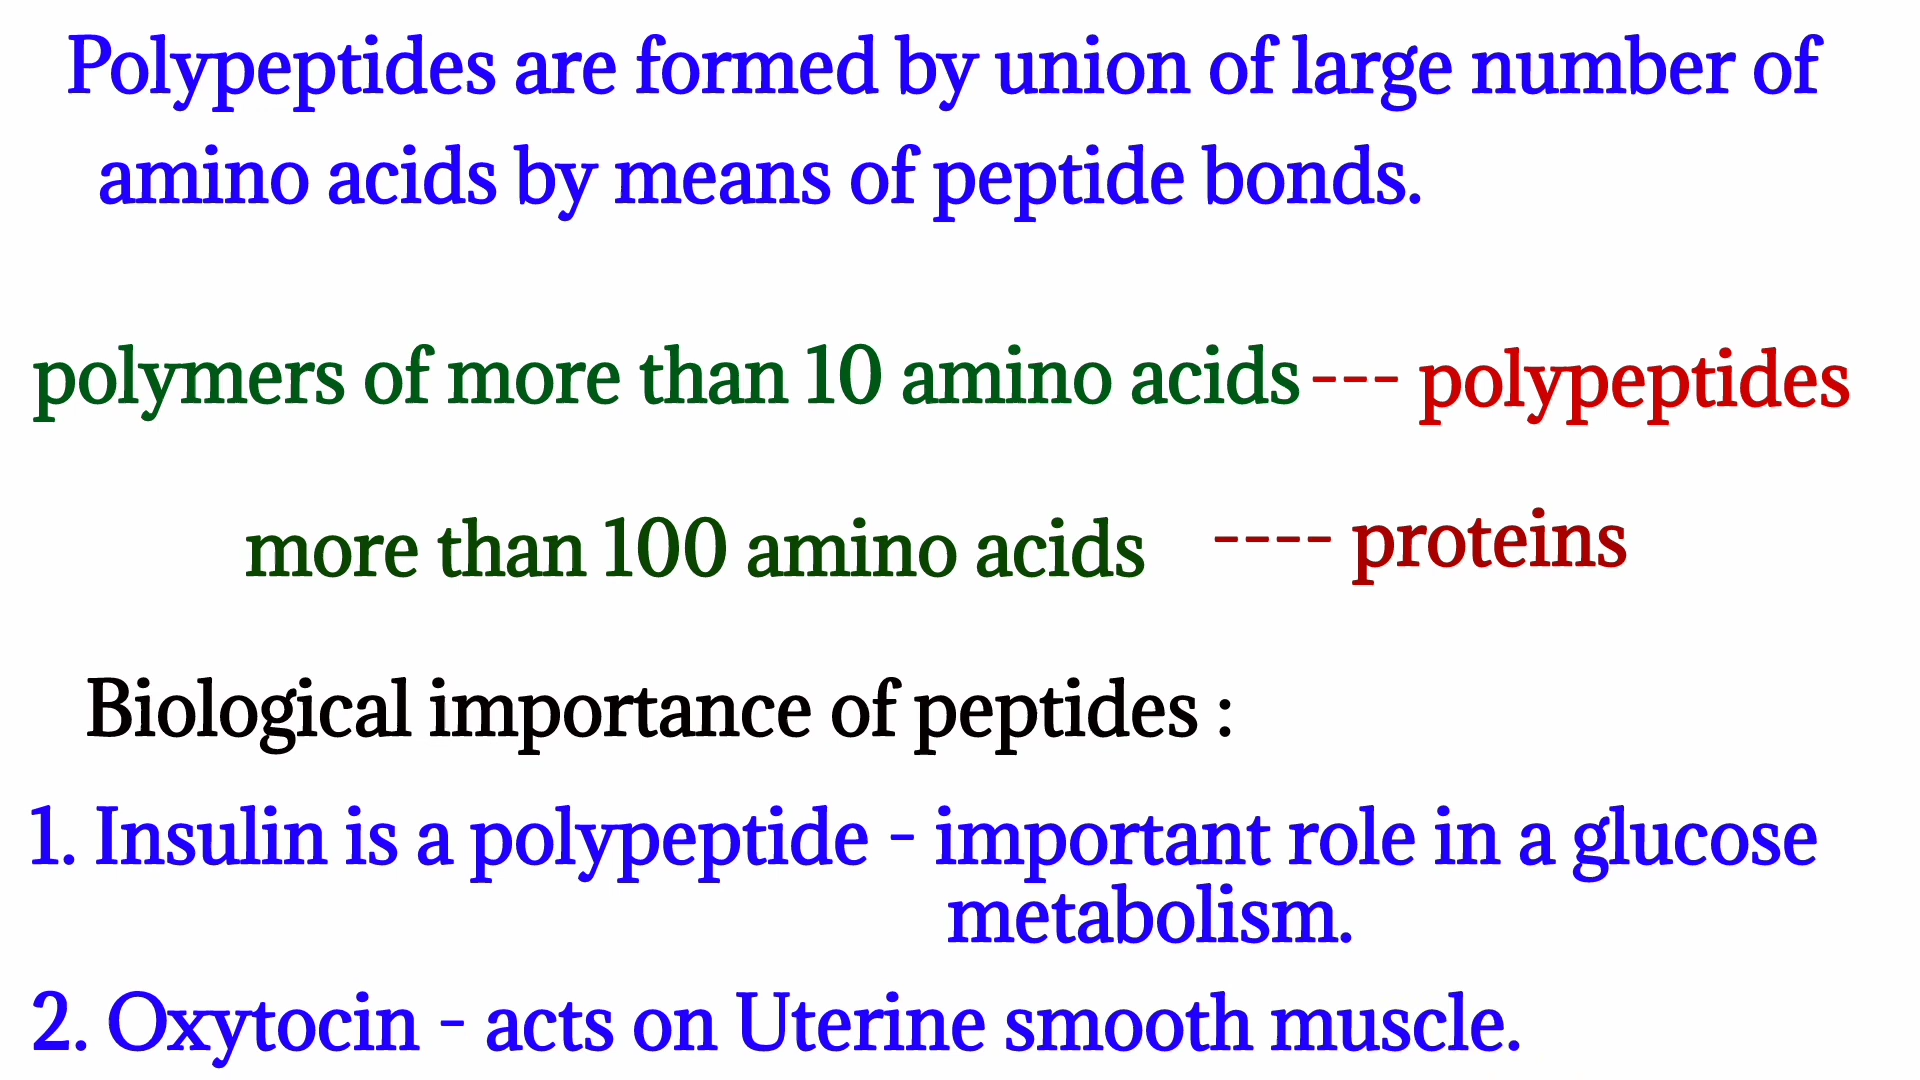 Polypeptides are formed by union of large number of
amino acids by means of peptide bonds.
polymers of more than 10 amino acids --- polypeptides
more than 100 amino acids ---- proteins
Biological importance of peptides :
1. Insulin is a polypeptide - important role in a glucose
metabolism.
2. Oxytocin - acts on Uterine smooth muscle.